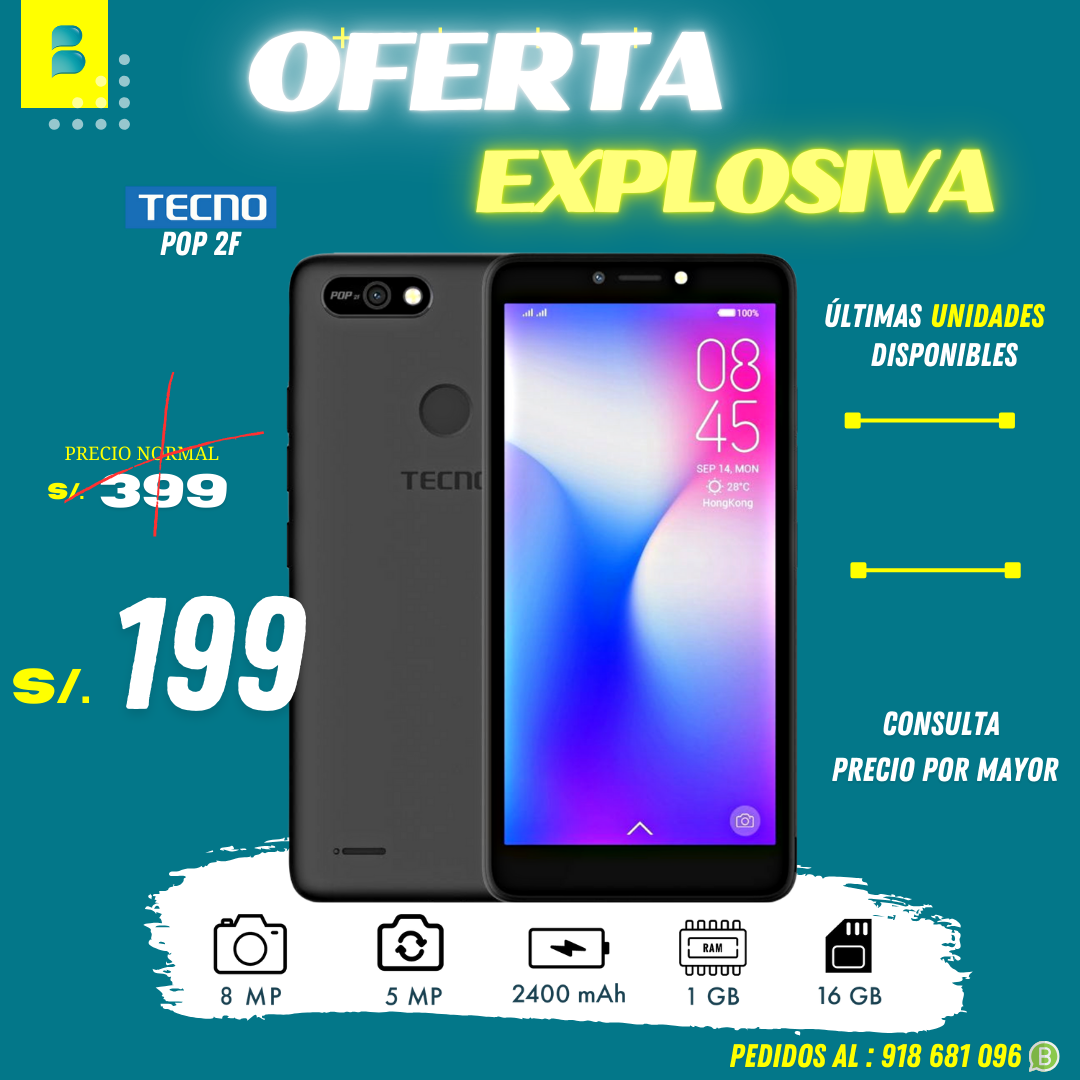 OFERTA
EXPLOSIVA
TECNO
POP 2F
POP 2F
TECNO
100%
08
45
SEP 14, MON
28°C
HongKong
ÚLTIMAS UNIDADES
DISPONIBLES
PRECIO NORMAL
S/. 399
S/. 199
CONSULTA
PRECIO POR MAYOR
RAM
8 MP
5 MP
2400 mAh
1 GB
16 GB
PEDIDOS AL : 918 681 096
B